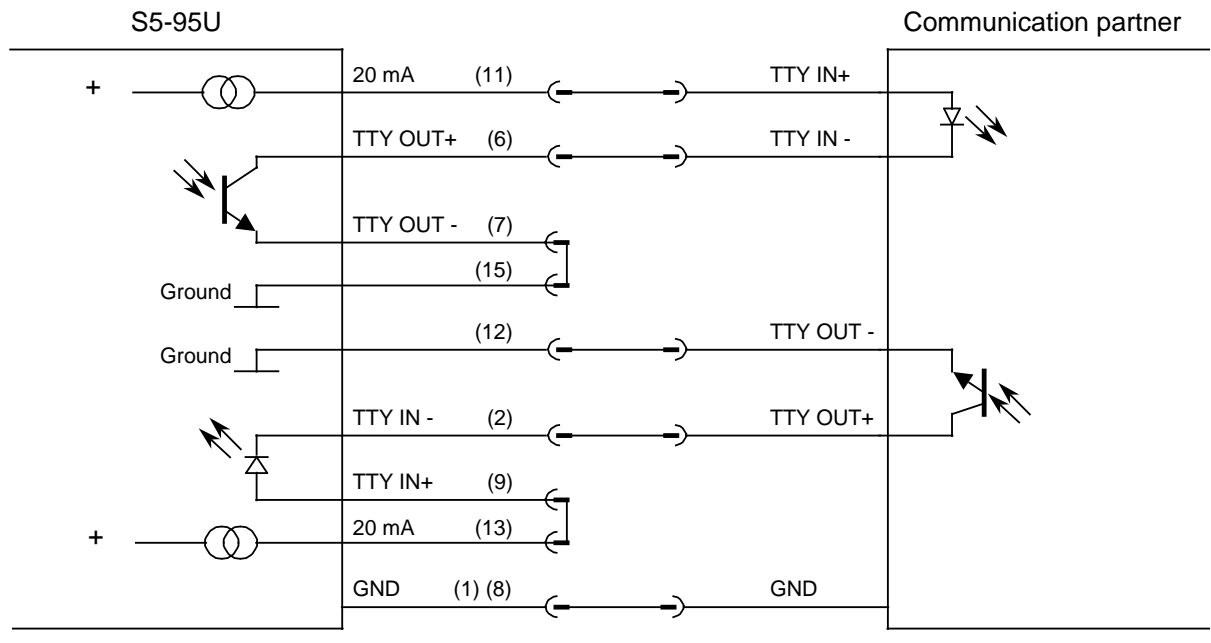 S5-95U Communication partner
+ 20 mA (11) TTY IN+
TTY OUT+ (6) TTY IN -
TTY OUT - (7)
(15)
Ground
(12) TTY OUT -
Ground
TTY IN - (2) TTY OUT+
TTY IN+ (9)
+ 20 mA (13)
GND (1) (8) GND